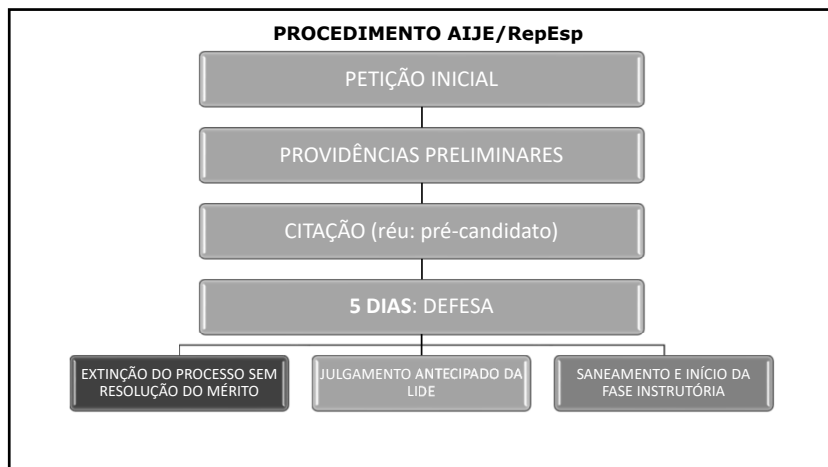 PROCEDIMENTO AIJE/RepEsp
PETIÇÃO INICIAL
PROVIDÊNCIAS PRELIMINARES
CITAÇÃO (réu: pré-candidato)
5 DIAS: DEFESA
EXTINÇÃO DO PROCESSO SEM
RESOLUÇÃO DO MÉRITO
JULGAMENTO ANTECIPADO DA
LIDE
SANEAMENTO E INÍCIO DA
FASE INSTRUTÓRIA